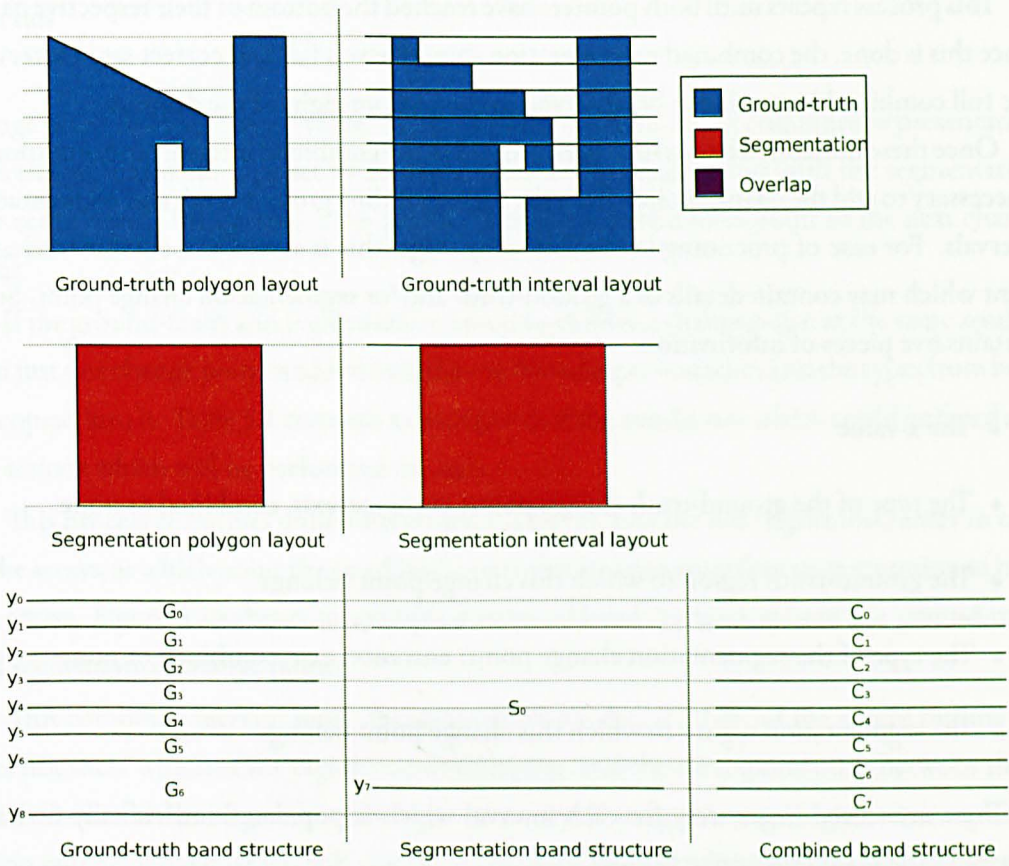 Ground-truth
Segmentation
Overlap
Ground-truth polygon layout
Ground-truth interval layout
Segmentation polygon layout
Segmentation interval layout
y₀
y₁
y₂
y₃
y₄
y₅
y₆
y₈
G₀
G₁
G₂
G₃
G₄
G₅
G₆
S₀
y₇
C₀
C₁
C₂
C₃
C₄
C₅
C₆
C₇
Ground-truth band structure
Segmentation band structure
Combined band structure